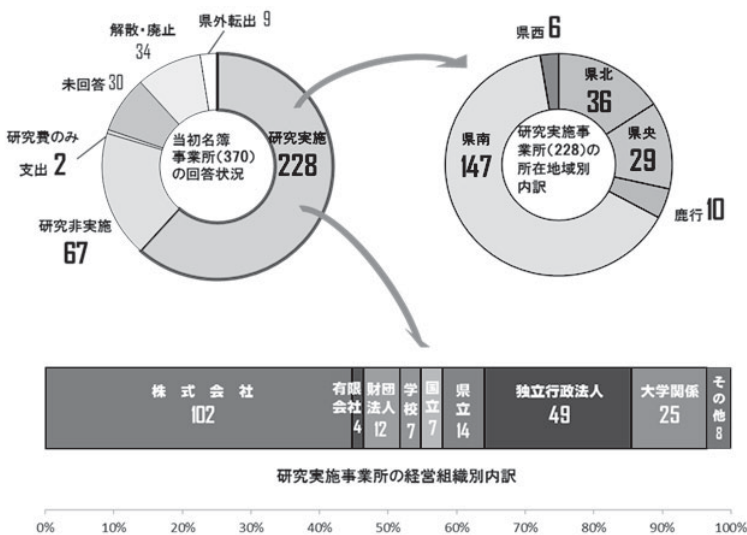 県外転出 9
解散・廃止
34
未回答 30
研究費のみ
支出 2
研究非実施
67
当初名簿
事業所(370)
の回答状況
研究実施
228
県西 6
県北
36
県央
29
鹿行 10
県南
147
研究実施事
業所(228)の
所在地域別
内訳
株式会社
102
有限
会社
4
財団
法人
12
学校
7
国立
7
県立
14
独立行政法人
49
大学関係
25
その他
8
研究実施事業所の経営組織別内訳
0% 10% 20% 30% 40% 50% 60% 70% 80% 90% 100%